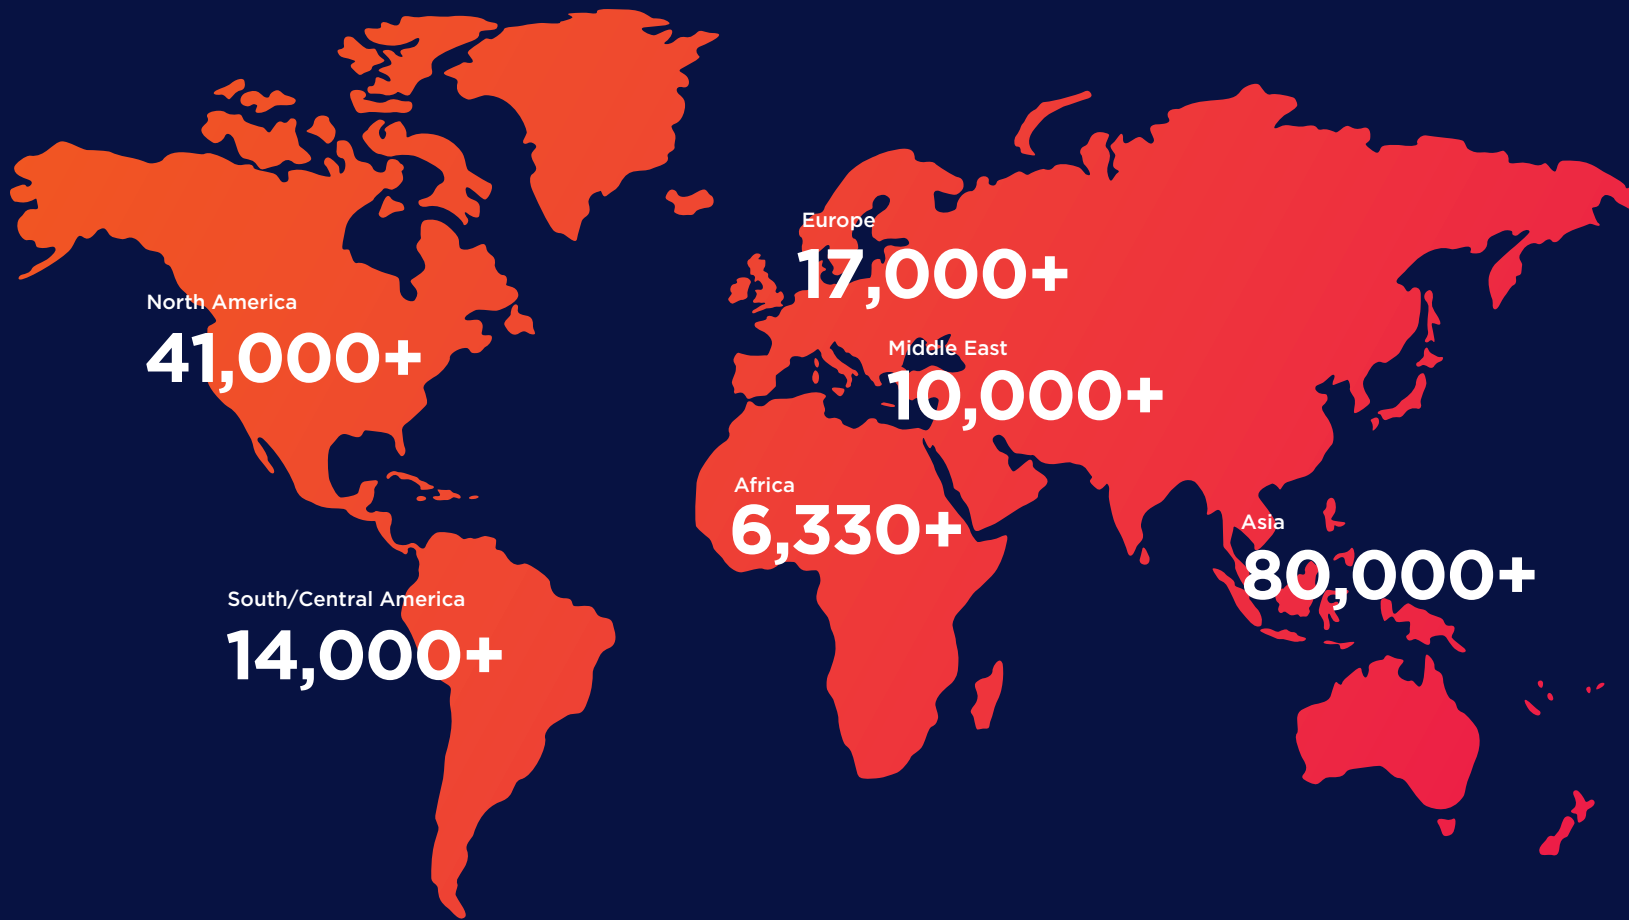 Europe
17,000+
North America
41,000+
Middle East
10,000+
Africa
6,330+
Asia
80,000+
South/Central America
14,000+